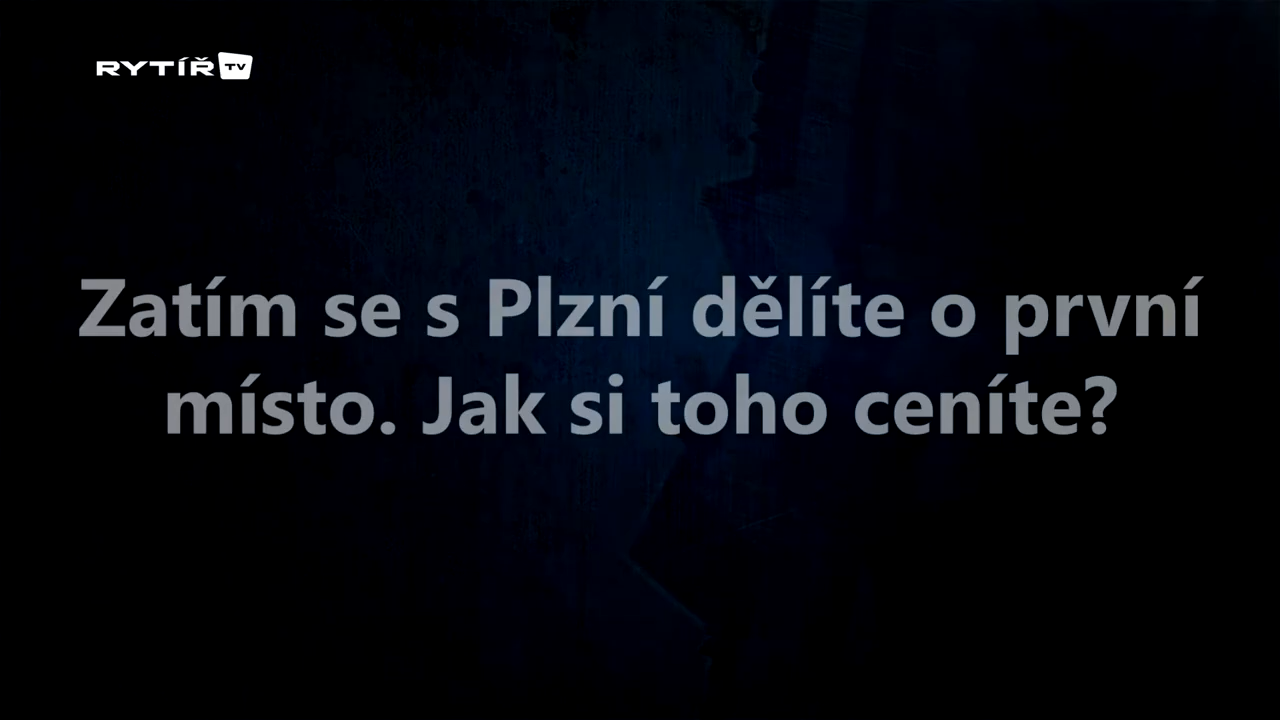 RYTÍŘ TV
Zatím se s Plzní dělíte o první
místo. Jak si toho ceníte?